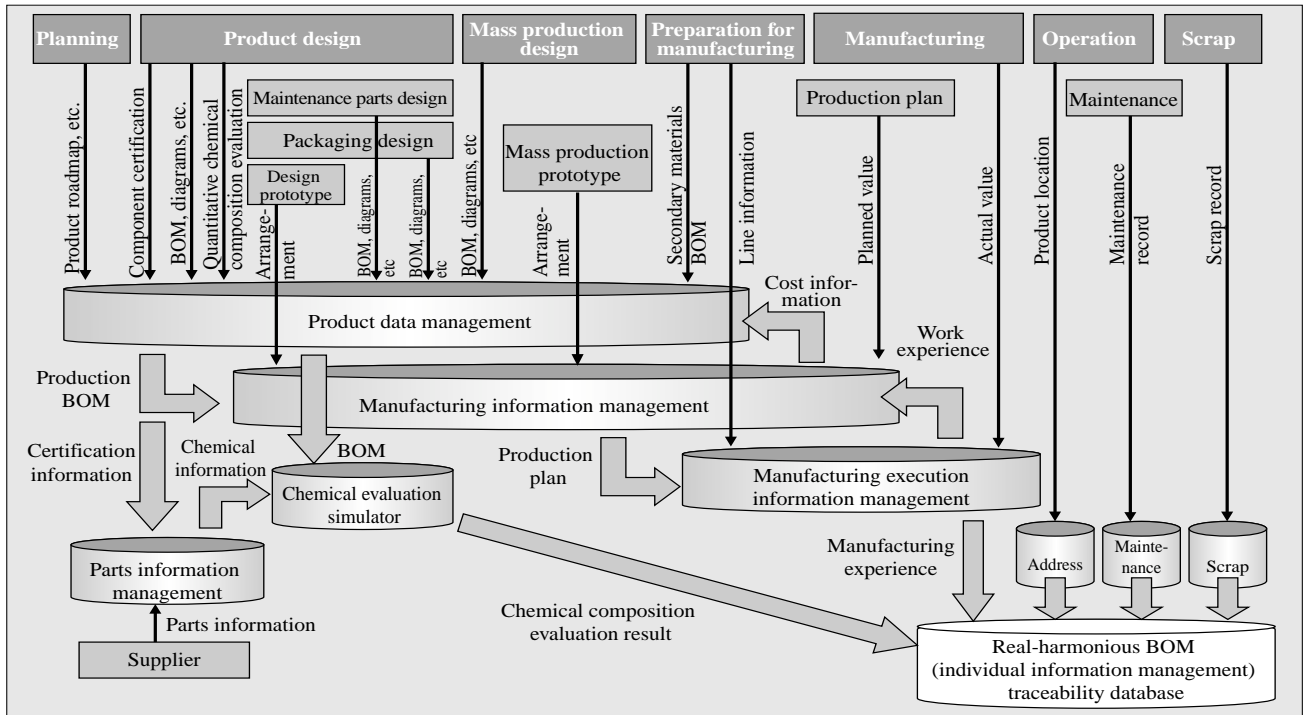 Planning
Product design
Mass production
design
Preparation for
manufacturing
Manufacturing
Operation
Scrap
Product roadmap, etc.
Component certification
BOM, diagrams, etc.
Quantitative chemical
composition evaluation
Maintenance parts design
Packaging design
Design
prototype
Arrange-
ment
BOM, diagrams,
etc
BOM, diagrams,
etc
BOM, diagrams, etc
Mass production
prototype
Arrange-
ment
Secondary materials
BOM
Line information
Production plan
Planned value
Actual value
Product location
Maintenance
Maintenance
record
Scrap record
Product data management
Cost infor-
mation
Work
experience
Production
BOM
Manufacturing information management
Certification
information
Chemical
information
BOM
Chemical evaluation
simulator
Production
plan
Manufacturing execution
information management
Parts information
management
Parts information
Supplier
Chemical composition
evaluation result
Manufacturing
experience
Address
Mainte-
nance
Scrap
Real-harmonious BOM
(individual information management)
traceability database